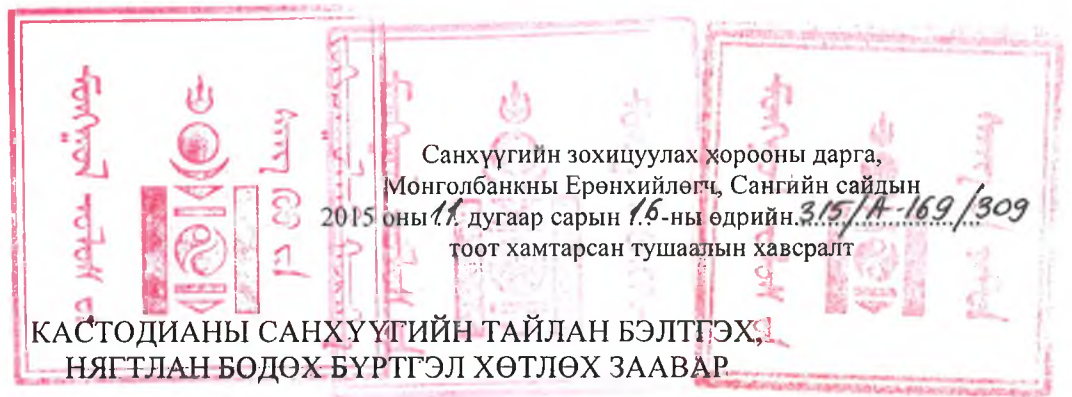 Санхүүгийн зохицуулах хорооны дарга,
Монголбанкны Ерөнхийлөгч, Сангийн сайдын
2015 оны 11 дугаар сарын 16-ны өдрийн 315/А-169/309
тоот хамтарсан тушаалын хавсралт
КАСТОДИАНЫ САНХҮҮГИЙН ТАЙЛАН БЭЛТГЭХ,
НЯГТЛАН БОДОХ БҮРТГЭЛ ХӨТЛӨХ ЗААВАР